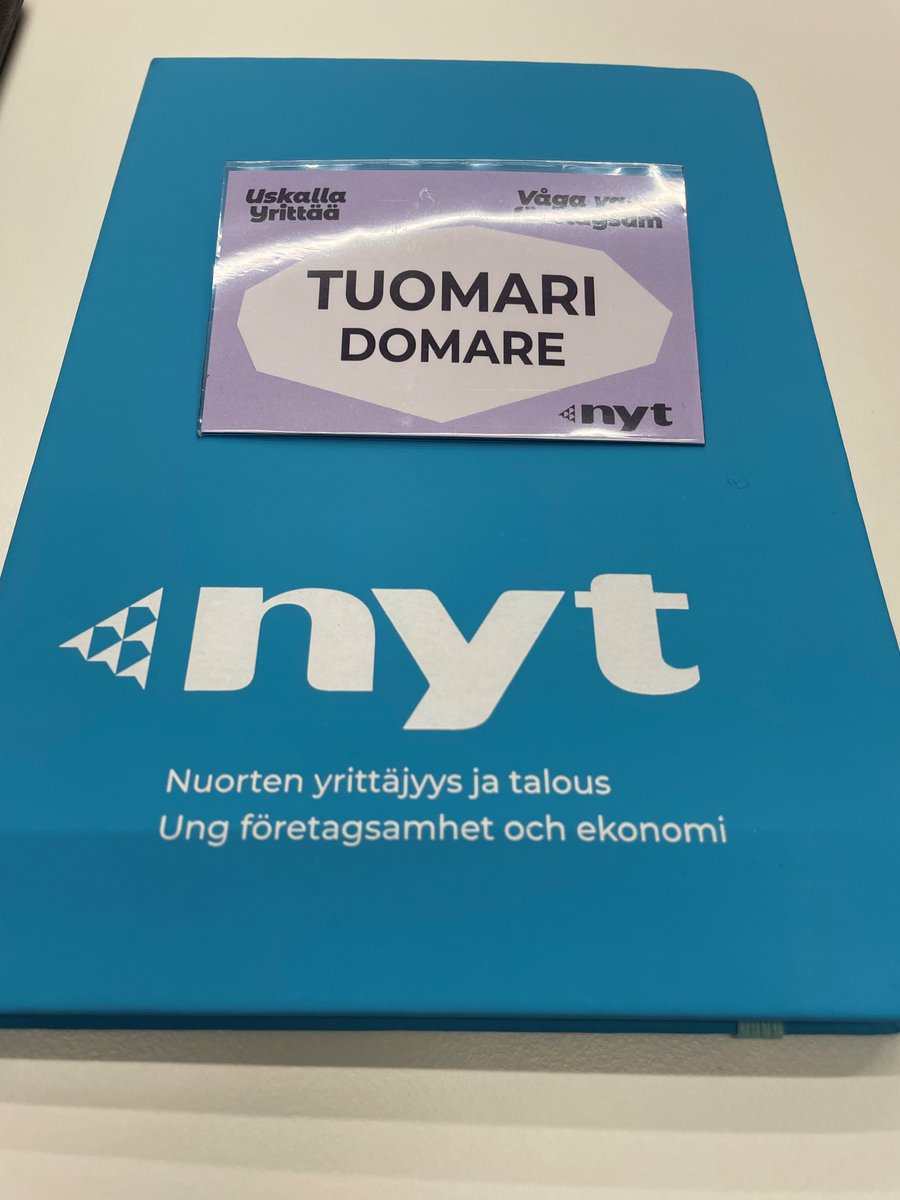 Uskalla
Yrittää
Våga
TUOMARI
DOMARE
nyt
nyt
Nuorten yrittäjyys ja talous
Ung företagsamhet och ekonomi